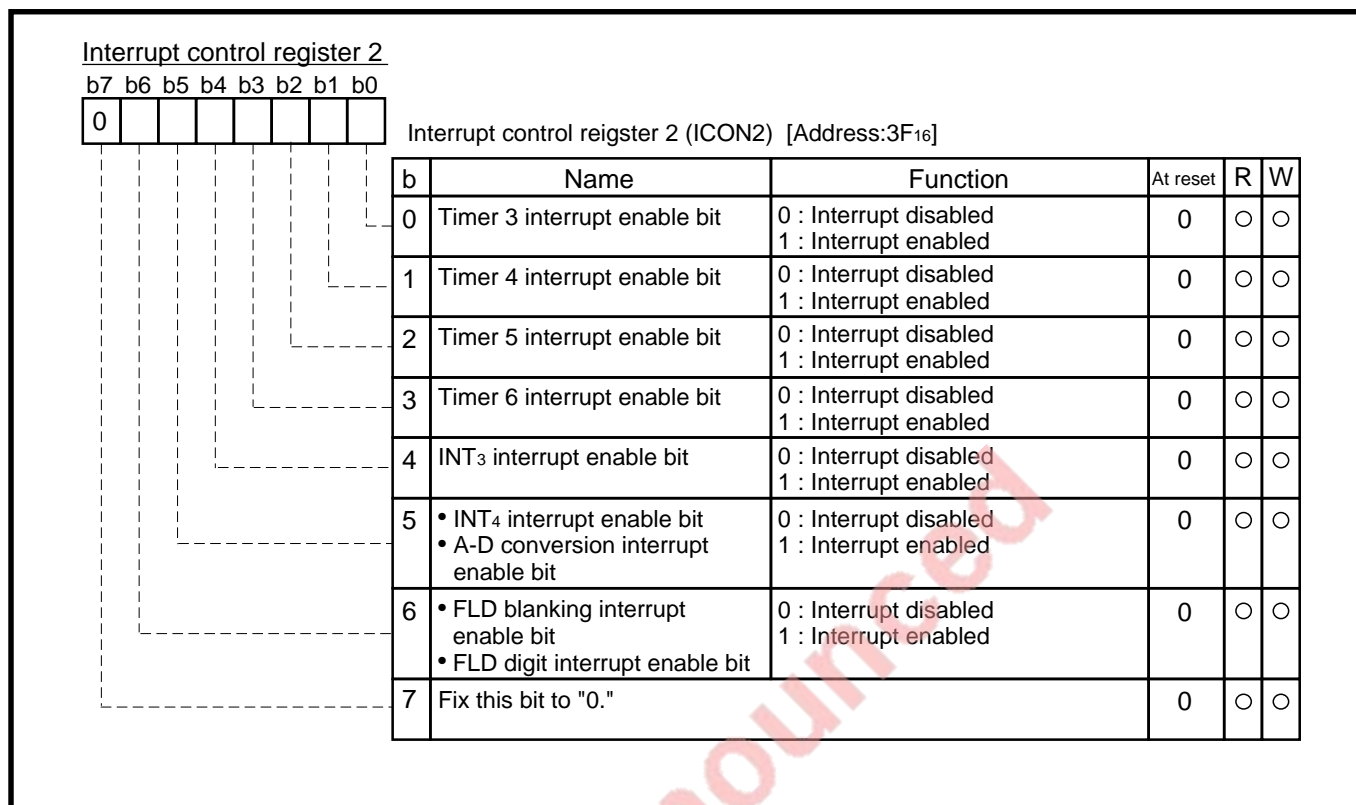 Interrupt control register 2
b7 b6 b5 b4 b3 b2 b1 b0
0
Interrupt control reigster 2 (ICON2) [Address:3F16]
b Name Function At reset R W
0 Timer 3 interrupt enable bit 0 : Interrupt disabled 0 ○ ○
1 : Interrupt enabled
1 Timer 4 interrupt enable bit 0 : Interrupt disabled 0 ○ ○
1 : Interrupt enabled
2 Timer 5 interrupt enable bit 0 : Interrupt disabled 0 ○ ○
1 : Interrupt enabled
3 Timer 6 interrupt enable bit 0 : Interrupt disabled 0 ○ ○
1 : Interrupt enabled
4 INT3 interrupt enable bit 0 : Interrupt disabled 0 ○ ○
1 : Interrupt enabled
5 • INT4 interrupt enable bit 0 : Interrupt disabled 0 ○ ○
• A-D conversion interrupt 1 : Interrupt enabled
enable bit
6 • FLD blanking interrupt 0 : Interrupt disabled 0 ○ ○
enable bit 1 : Interrupt enabled
• FLD digit interrupt enable bit
7 Fix this bit to "0." 0 ○ ○